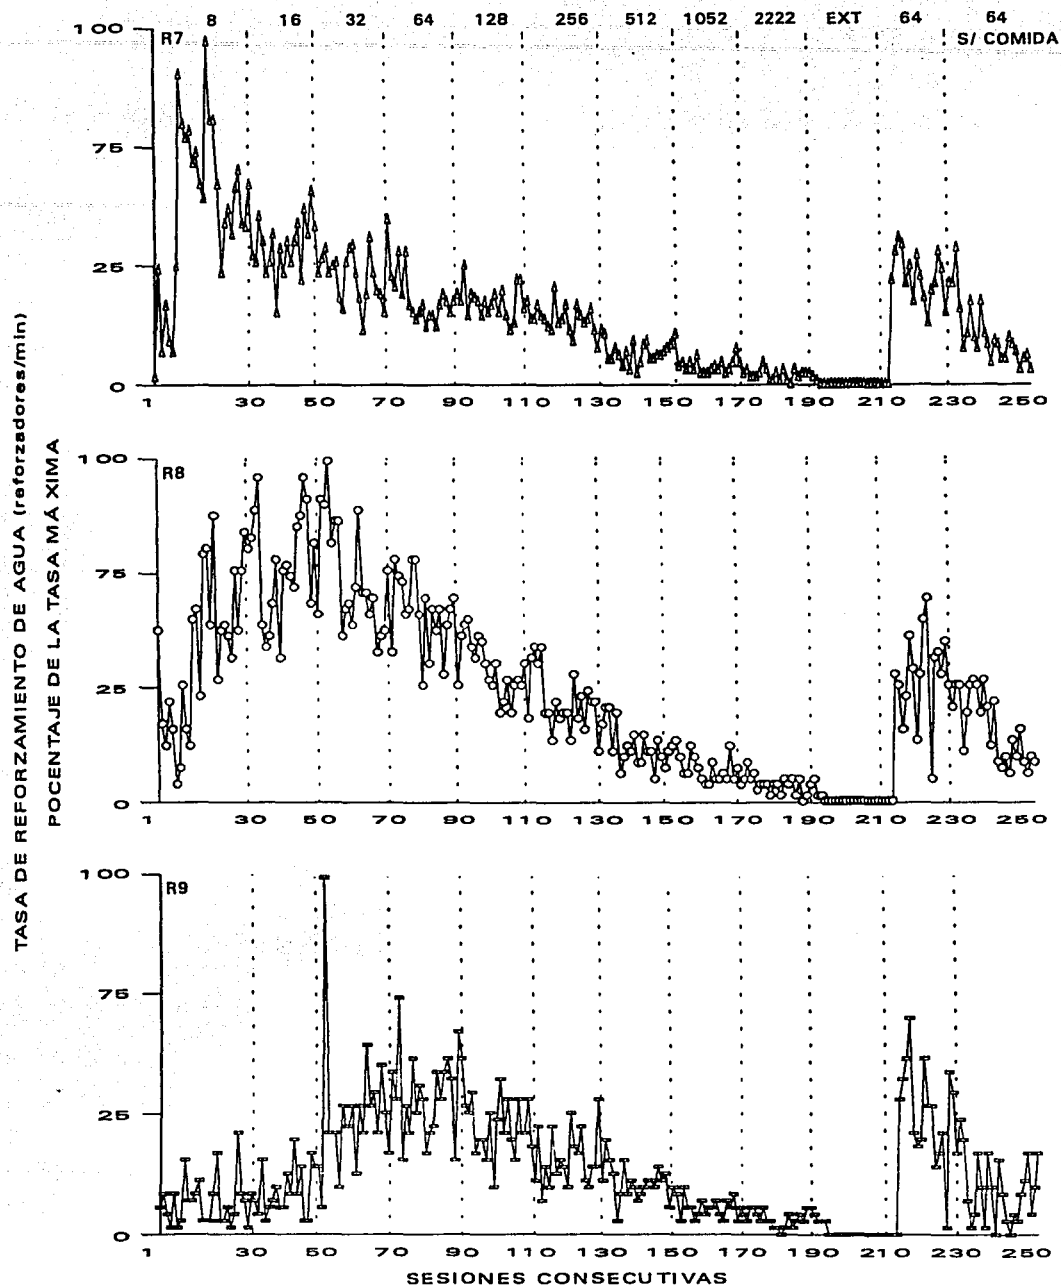 8 16 32 64 128 256 512 1052 2222 EXT 64 64
S/ COMIDA
TASA DE REFORZAMIENTO DE AGUA (reforzadores/min)
POCENTAJE DE LA TASA MÁXIMA
R7
100
75
25
0
1 30 50 70 90 110 130 150 170 190 210 230 250
R8
100
75
25
0
1 30 50 70 90 110 130 150 170 190 210 230 250
R9
100
75
25
0
1 30 50 70 90 110 130 150 170 190 210 230 250
SESIONES CONSECUTIVAS